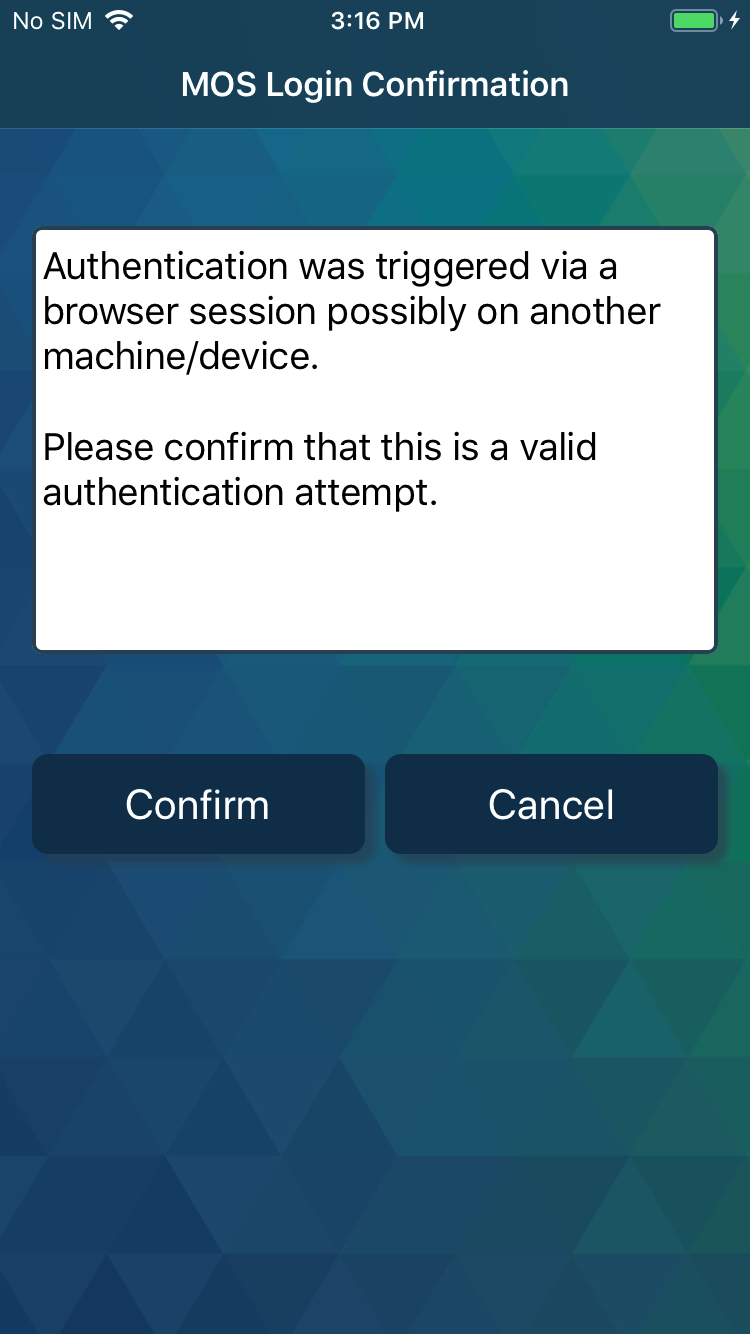 No SIM 3:16 PM
MOS Login Confirmation
Authentication was triggered via a
browser session possibly on another
machine/device.
Please confirm that this is a valid
authentication attempt.
Confirm Cancel